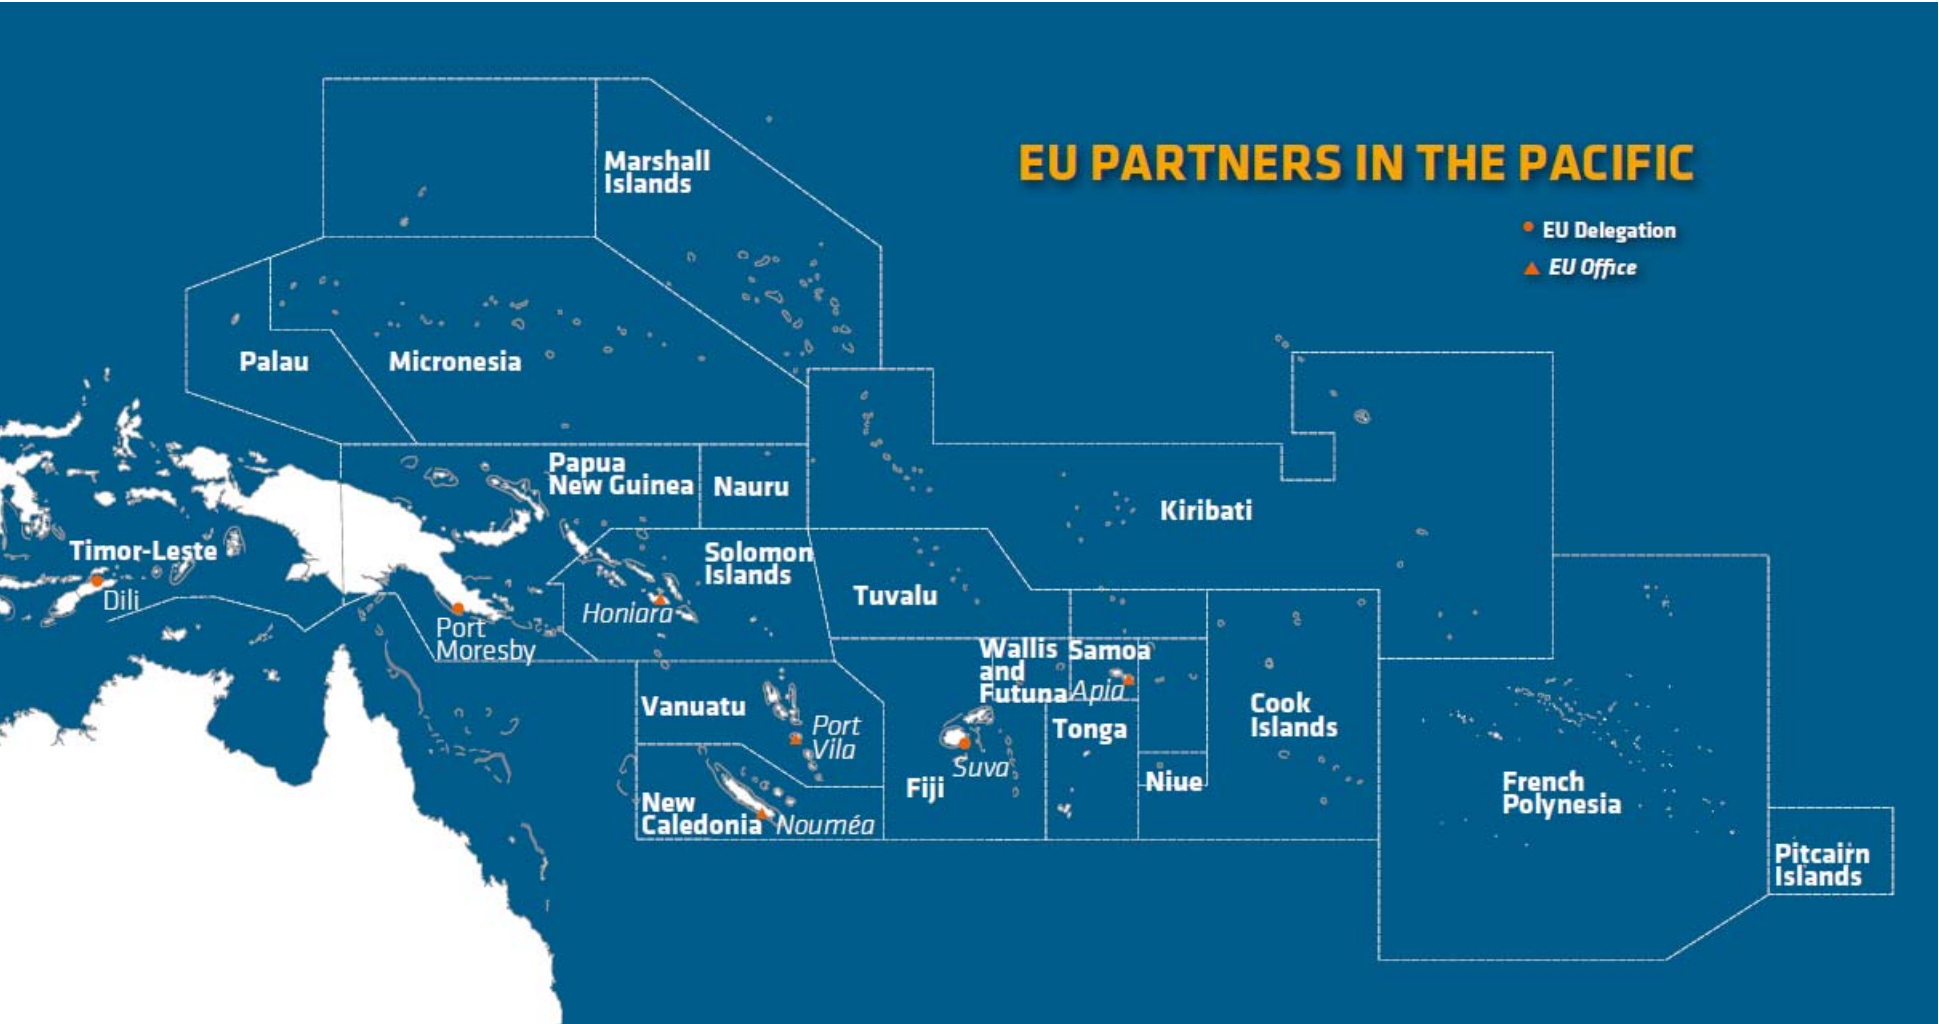 EU PARTNERS IN THE PACIFIC
EU Delegation
EU Office
Marshall
Islands
Palau
Micronesia
Papua
New Guinea
Nauru
Kiribati
Timor-Leste
Dili
Port
Moresby
Solomon
Islands
Honiara
Tuvalu
Wallis
and
Futuna
Samoa
Apia
Vanuatu
Port
Vila
Tonga
Cook
Islands
Suva
Fiji
Niue
New
Caledonia
Nouméa
French
Polynesia
Pitcairn
Islands